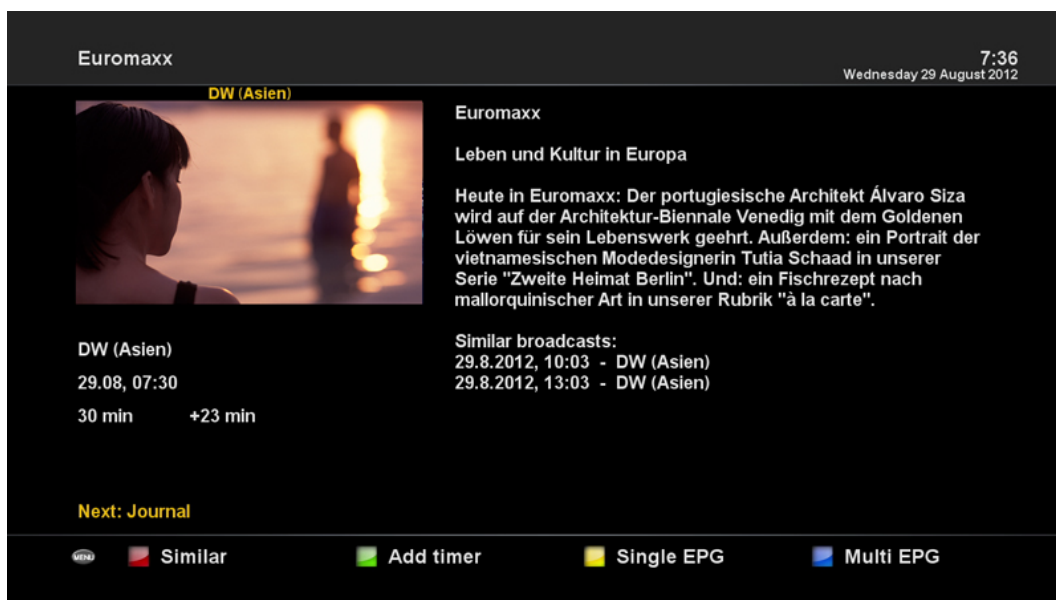 Euromaxx
7:36
Wednesday 29 August 2012
DW (Asien)
Euromaxx
Leben und Kultur in Europa
Heute in Euromaxx: Der portugiesische Architekt Álvaro Siza
wird auf der Architektur-Biennale Venedig mit dem Goldenen
Löwen für sein Lebenswerk geehrt. Außerdem: ein Portrait der
vietnamesischen Modedesignerin Tutia Schaad in unserer
Serie "Zweite Heimat Berlin". Und: ein Fischrezept nach
mallorquinischer Art in unserer Rubrik "à la carte".
Similar broadcasts:
29.8.2012, 10:03 - DW (Asien)
29.8.2012, 13:03 - DW (Asien)
DW (Asien)
29.08, 07:30
30 min +23 min
Next: Journal
MENU Similar Add timer Single EPG Multi EPG